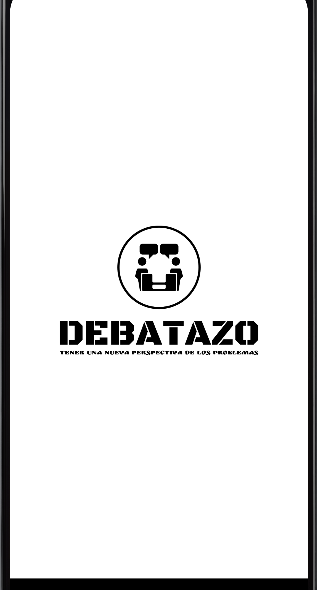 DEBATAZO
TENER UNA NUEVA PERSPECTIVA DE LOS PROBLEMAS